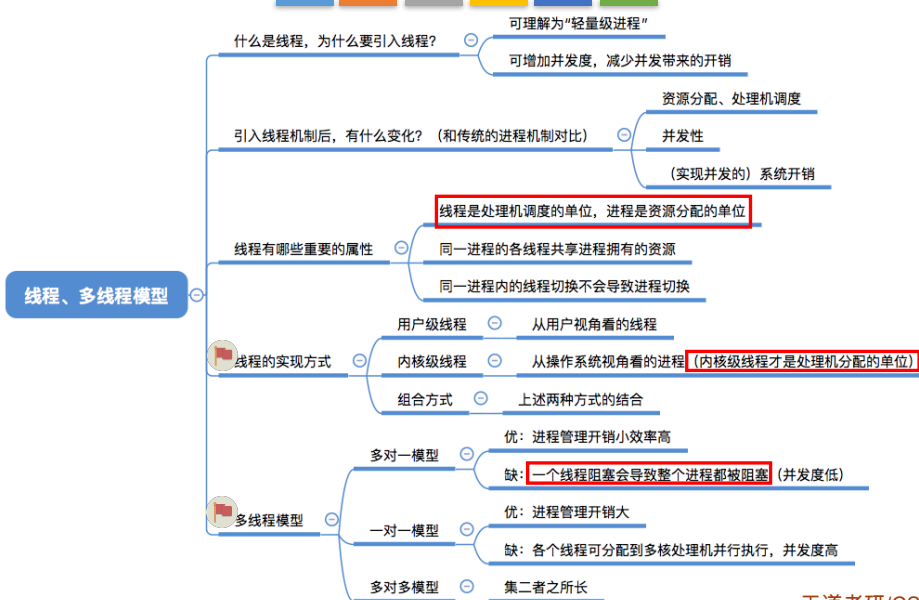 什么是线程，为什么要引入线程？
可理解为“轻量级进程”
可增加并发度，减少并发带来的开销
引入线程机制后，有什么变化？（和传统的进程机制对比）
资源分配、处理机调度
并发性
（实现并发的）系统开销
线程有哪些重要的属性
线程是处理机调度的单位，进程是资源分配的单位
同一进程的各线程共享进程拥有的资源
同一进程内的线程切换不会导致进程切换
线程、多线程模型
线程的实现方式
用户级线程
从用户视角看的线程
内核级线程
从操作系统视角看的进程（内核级线程才是处理机分配的单位）
组合方式
上述两种方式的结合
多线程模型
多对一模型
优：进程管理开销小效率高
缺：一个线程阻塞会导致整个进程都被阻塞（并发度低）
一对一模型
优：进程管理开销大
缺：各个线程可分配到多核处理机并行执行，并发度高
多对多模型
集二者之所长